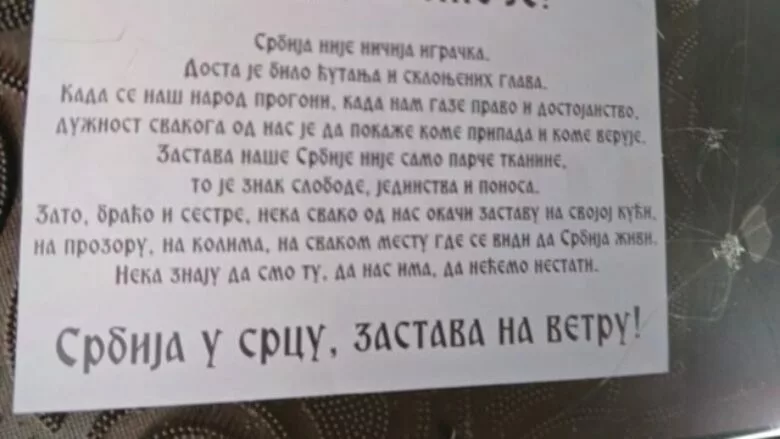 Србија није ничија играчка.
Доста је било ћутања и склоњених глава.
Када се наш народ прогони, када нам газе право и достојанство,
дужност свакога од нас је да покаже коме припада и коме верује.
Застава наше Србије није само парче тканине,
то је знак слободе, јединства и поноса.
Зато, браћо и сестре, нека свако од нас окачи заставу на својој кући,
на прозору, на колима, на сваком месту где се види да Србија живи.
Нека знају да смо ту, да нас има, да нећемо нестати.
Србија у срцу, застава на ветру!